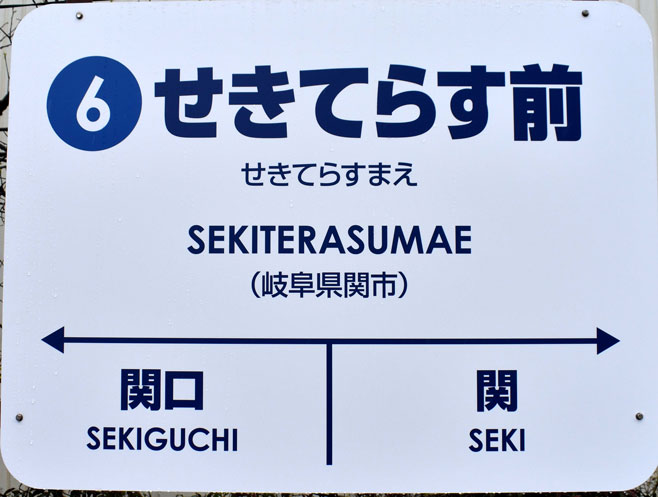 6 せきてらす前
せきてらすまえ
SEKITERASUMAE
（岐阜県関市）
関口 関
SEKIGUCHI SEKI